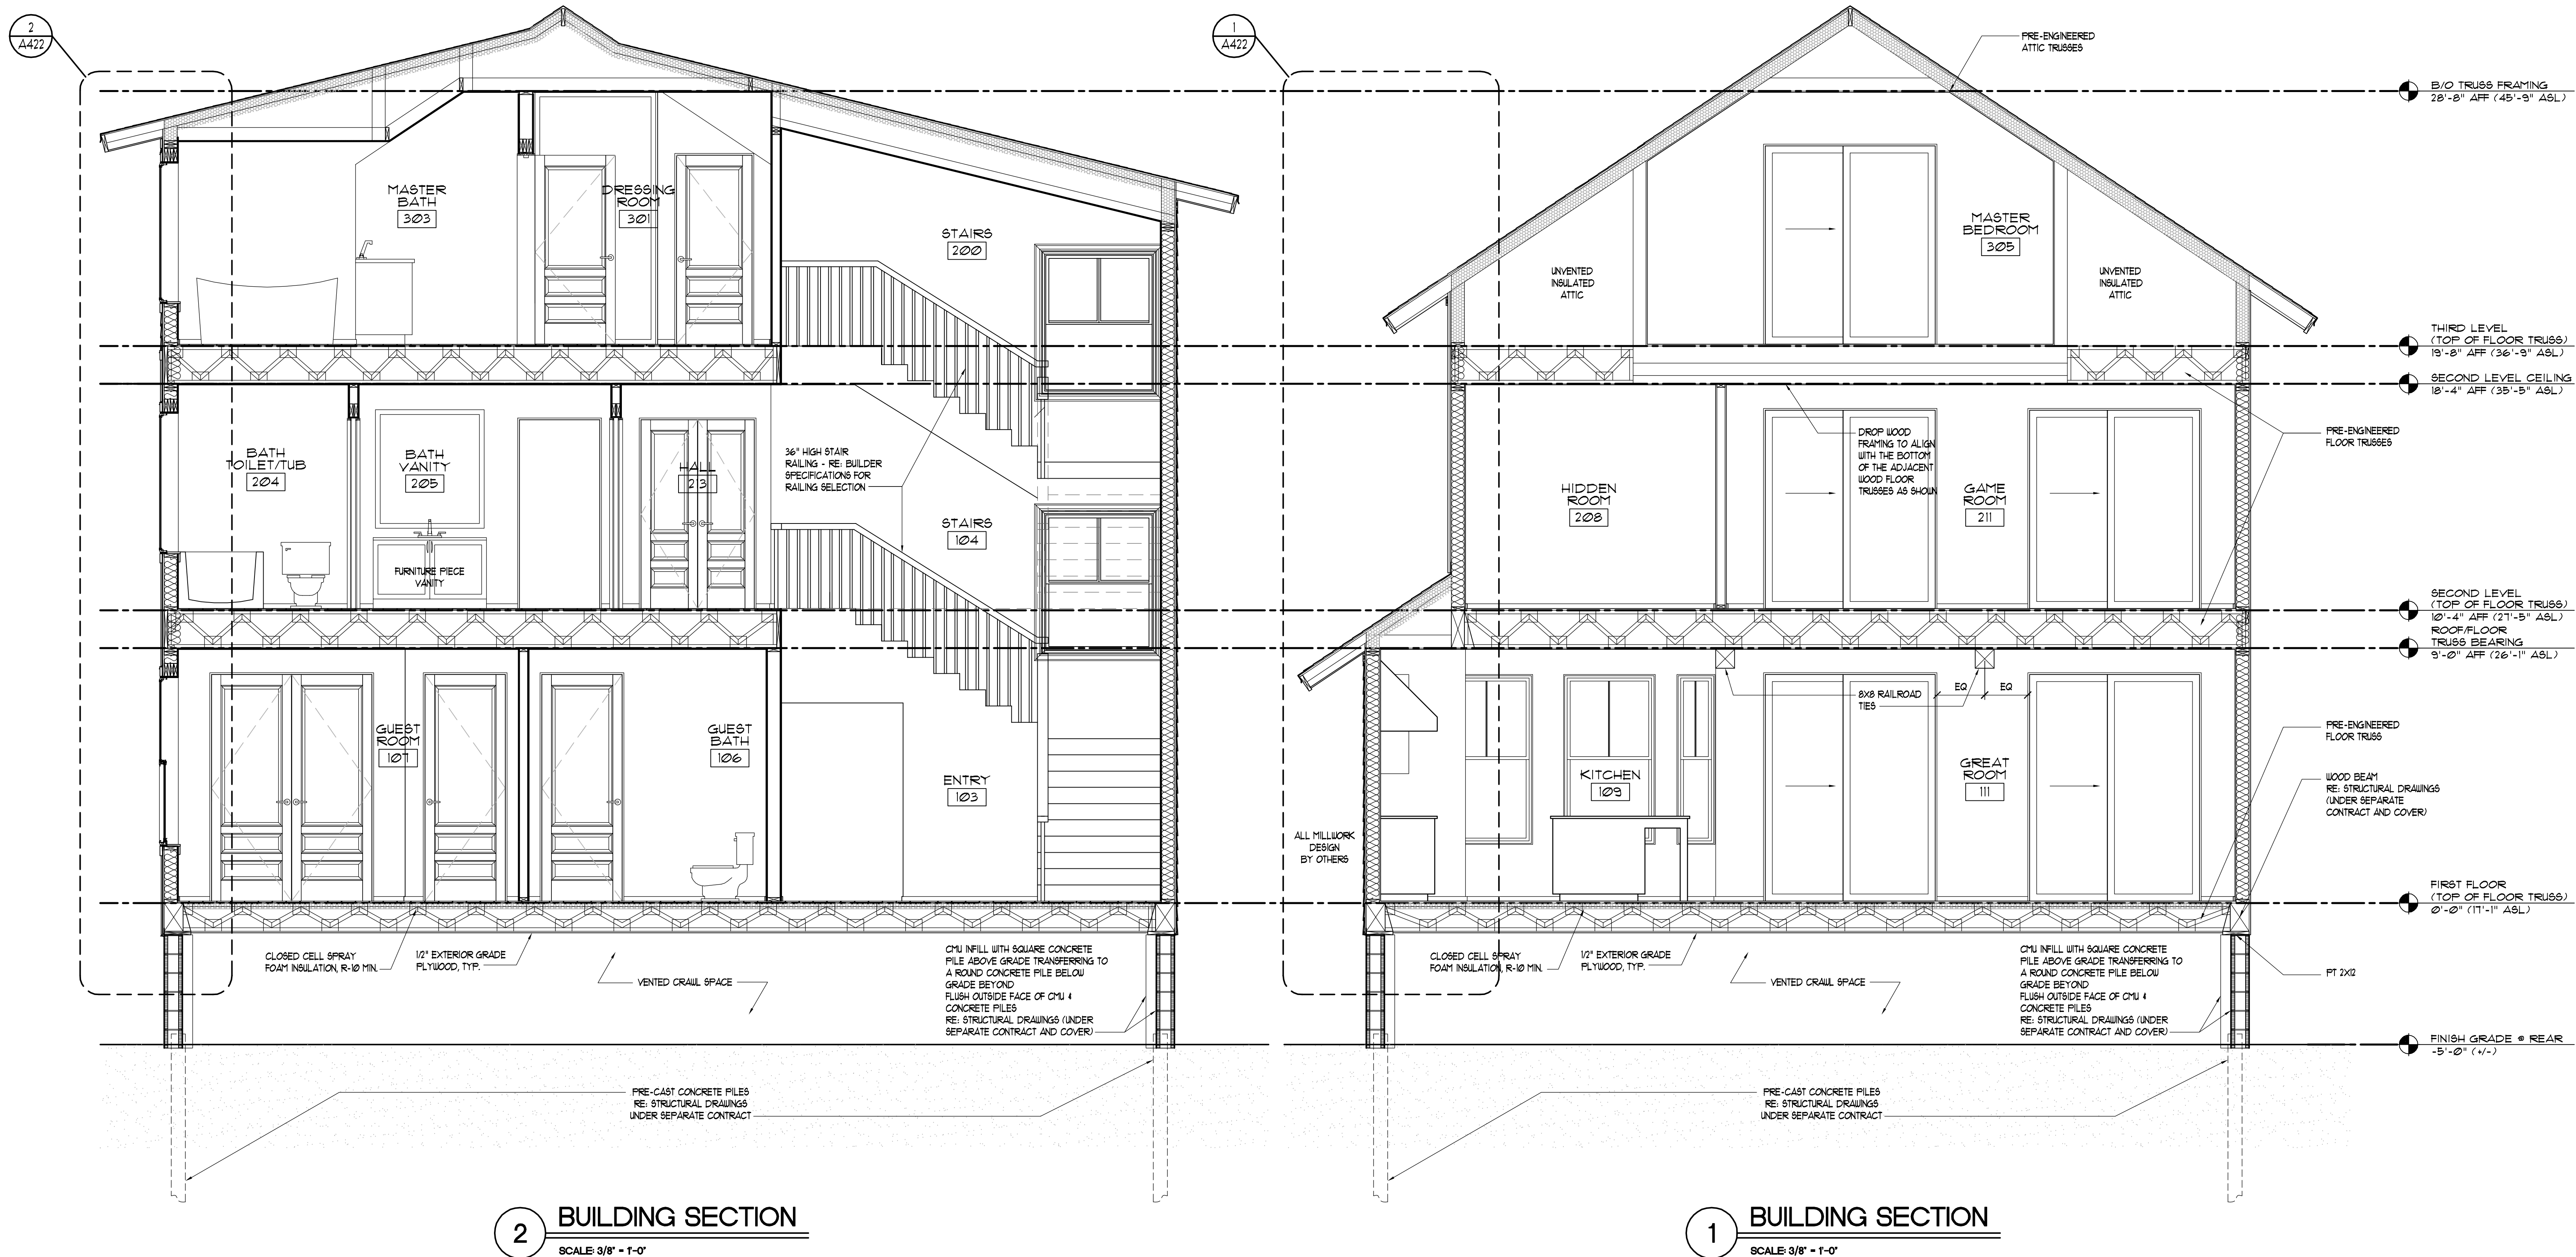 2
A422
MASTER
BATH
303
DRESSING
ROOM
301
STAIRS
200
BATH
TOILET/TUB
204
BATH
VANITY
205
FURNITURE PIECE
VANITY
HALL
213
36" HIGH STAIR
RAILING - RE: BUILDER
SPECIFICATIONS FOR
RAILING SELECTION
STAIRS
104
GUEST
ROOM
107
GUEST
BATH
106
ENTRY
103
CLOSED CELL SPRAY
FOAM INSULATION, R-10 MIN.
1/2" EXTERIOR GRADE
PLYWOOD, TYP.
VENTED CRAWL SPACE
CMU INFILL WITH SQUARE CONCRETE
PILE ABOVE GRADE TRANSFERRING TO
A ROUND CONCRETE PILE BELOW
GRADE BEYOND
FLUSH OUTSIDE FACE OF CMU &
CONCRETE PILES
RE: STRUCTURAL DRAWINGS (UNDER
SEPARATE CONTRACT AND COVER)
PRE-CAST CONCRETE PILES
RE: STRUCTURAL DRAWINGS
UNDER SEPARATE CONTRACT
2
BUILDING SECTION
SCALE: 3/8" = 1'-0"
1
A422
PRE-ENGINEERED
ATTIC TRUSSES
MASTER
BEDROOM
305
UNVENTED
INSULATED
ATTIC
UNVENTED
INSULATED
ATTIC
DROP WOOD
FRAMING TO ALIGN
WITH THE BOTTOM
OF THE ADJACENT
WOOD FLOOR
TRUSSES AS SHOWN
PRE-ENGINEERED
FLOOR TRUSSES
HIDDEN
ROOM
208
GAME
ROOM
211
8X8 RAILROAD
TIES
EQ
EQ
PRE-ENGINEERED
FLOOR TRUSS
KITCHEN
109
GREAT
ROOM
111
WOOD BEAM
RE: STRUCTURAL DRAWINGS
(UNDER SEPARATE
CONTRACT AND COVER)
ALL MILLWORK
DESIGN
BY OTHERS
CLOSED CELL SPRAY
FOAM INSULATION, R-10 MIN.
1/2" EXTERIOR GRADE
PLYWOOD, TYP.
VENTED CRAWL SPACE
CMU INFILL WITH SQUARE CONCRETE
PILE ABOVE GRADE TRANSFERRING TO
A ROUND CONCRETE PILE BELOW
GRADE BEYOND
FLUSH OUTSIDE FACE OF CMU &
CONCRETE PILES
RE: STRUCTURAL DRAWINGS (UNDER
SEPARATE CONTRACT AND COVER)
PT 2X12
PRE-CAST CONCRETE PILES
RE: STRUCTURAL DRAWINGS
UNDER SEPARATE CONTRACT
1
BUILDING SECTION
SCALE: 3/8" = 1'-0"
B/O TRUSS FRAMING
28'-8" AFF (45'-9" ASL)
THIRD LEVEL
(TOP OF FLOOR TRUSS)
19'-8" AFF (36'-9" ASL)
SECOND LEVEL CEILING
18'-4" AFF (35'-5" ASL)
SECOND LEVEL
(TOP OF FLOOR TRUSS)
10'-4" AFF (27'-5" ASL)
ROOF/FLOOR
TRUSS BEARING
9'-0" AFF (26'-1" ASL)
FIRST FLOOR
(TOP OF FLOOR TRUSS)
0'-0" (17'-1" ASL)
FINISH GRADE @ REAR
-5'-0" (+/-)